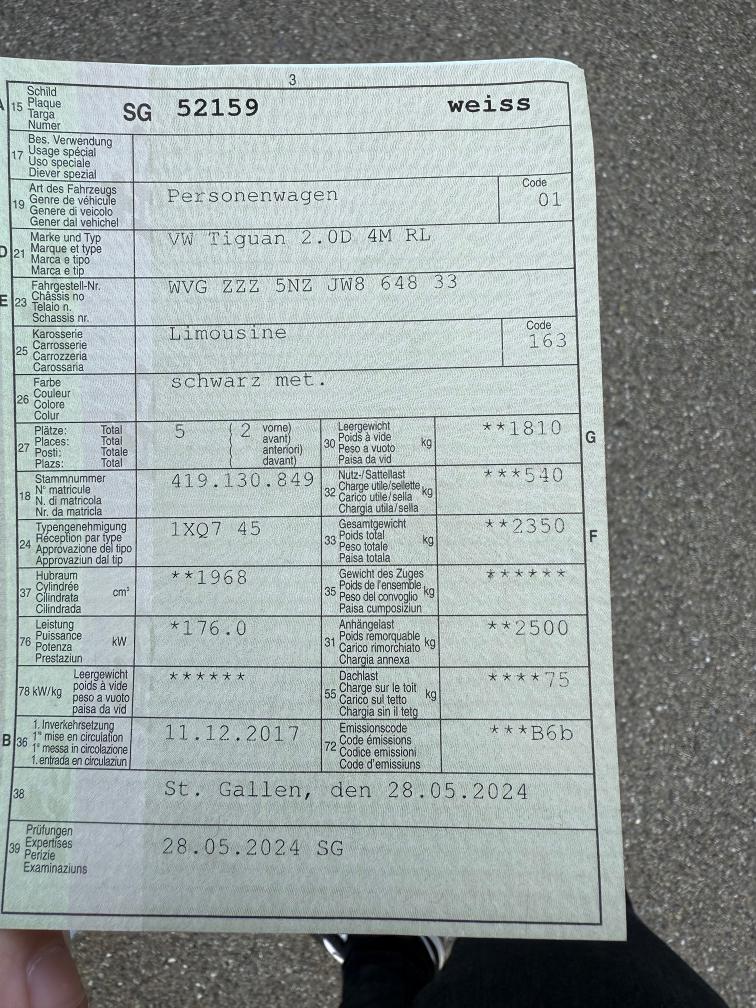 3
A 15 Schild
Plaque
Targa
Numer
SG 52159 weiss
17 Bes. Verwendung
Usage spécial
Uso speciale
Diever spezial
19 Art des Fahrzeugs
Genre de véhicule
Genere di veicolo
Gener dal vehichel
Personenwagen
Code
01
D 21 Marke und Typ
Marque et type
Marca e tipo
Marca e tip
VW Tiguan 2.0D 4M RL
E 23 Fahrgestell-Nr.
Châssis no
Telaio n.
Schassis nr.
WVG ZZZ 5NZ JW8 648 33
25 Karosserie
Carrosserie
Carrozzeria
Carossaria
Limousine
Code
163
26 Farbe
Couleur
Colore
Colur
schwarz met.
27 Plätze: Total
Places: Total
Posti: Totale
Plazs: Total
5 ( 2 vorne)
avant)
anteriori)
davant)
30 Leergewicht
Poids à vide
Peso a vuoto
Paisa da vid
kg
**1810
G
18 Stammnummer
N° matricule
N. di matricola
Nr. da matricla
419.130.849
32 Nutz-/Sattellast
Charge utile/sellette
Carico utile/sella
Chargia utila/sella
kg
***540
24 Typengenehmigung
Réception par type
Approvazione del tipo
Approvaziun dal tip
1XQ7 45
33 Gesamtgewicht
Poids total
Peso totale
Paisa totala
kg
**2350
F
37 Hubraum
Cylindrée
Cilindrata
Cilindrada
cm³
**1968
35 Gewicht des Zuges
Poids de l'ensemble
Peso del convoglio
Paisa cumposiziun
kg
******
76 Leistung
Puissance
Potenza
Prestaziun
kW
*176.0
31 Anhängelast
Poids remorquable
Carico rimorchiato
Chargia annexa
kg
**2500
78 kW/kg Leergewicht
poids à vide
peso a vuoto
paisa da vid
******
55 Dachlast
Charge sur le toit
Carico sul tetto
Chargia sin il tetg
kg
****75
B 36 1. Inverkehrsetzung
1re mise en circulation
1a messa in circolazione
1. entrada en circulaziun
11.12.2017
72 Emissionscode
Code émissions
Codice emissioni
Code d'emissiuns
***B6b
38 St. Gallen, den 28.05.2024
39 Prüfungen
Expertises
Perizie
Examinaziuns
28.05.2024 SG